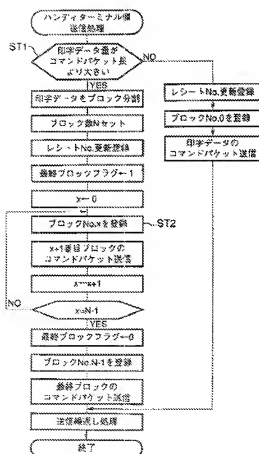 ハンディターミナル側
送信処理
ST1
印字データ量が
コマンドパケット長
より大きい
NO
YES
印字データをブロック分割
ブロック数Nセット
レシートNo.更新登録
最終ブロックフラグ←1
x←0
ブロックNo.xを登録
ST2
x+1番目ブロックの
コマンドパケット送信
x←x+1
x=N-1
NO
YES
最終ブロックフラグ←0
ブロックNo.N-1を登録
最終ブロックの
コマンドパケット送信
レシートNo.更新登録
ブロックNo.0を登録
印字データの
コマンドパケット送信
送信繰返し処理
終了